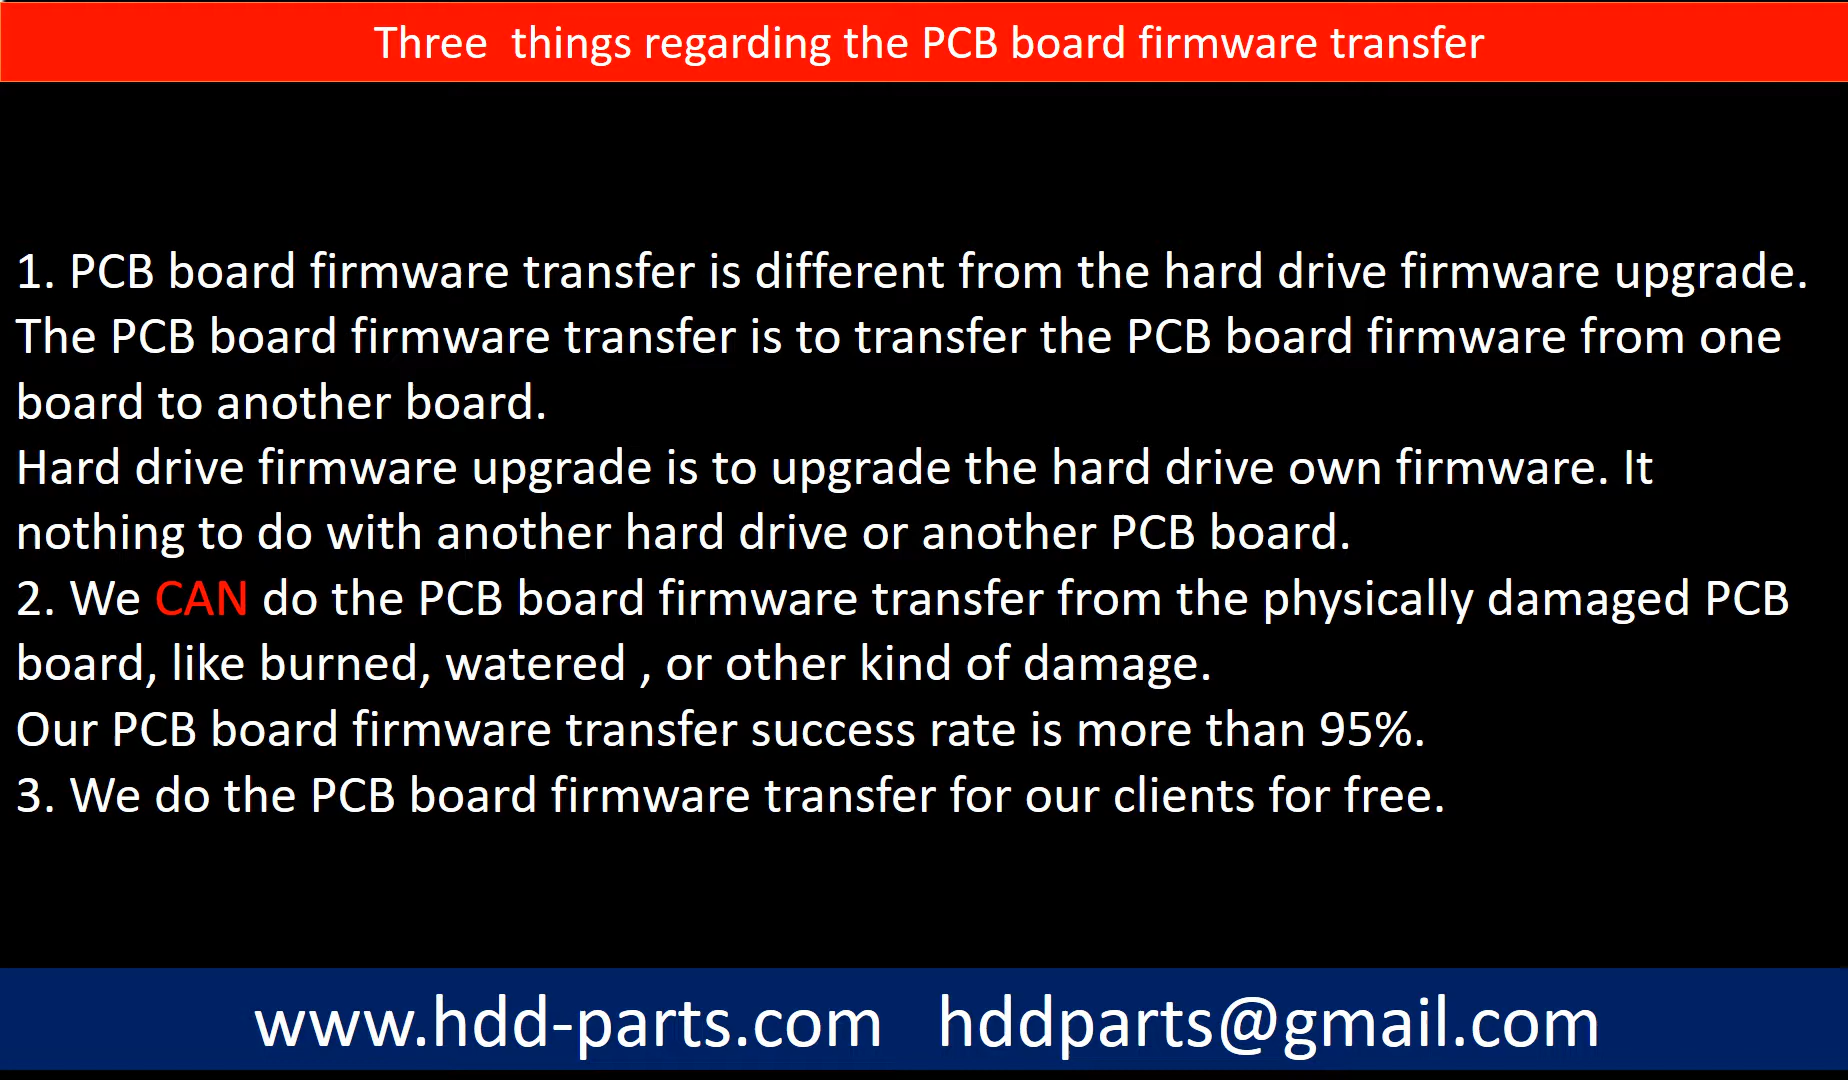 Three  things regarding the PCB board firmware transfer
1. PCB board firmware transfer is different from the hard drive firmware upgrade.
The PCB board firmware transfer is to transfer the PCB board firmware from one
board to another board.
Hard drive firmware upgrade is to upgrade the hard drive own firmware. It
nothing to do with another hard drive or another PCB board.
2. We CAN do the PCB board firmware transfer from the physically damaged PCB
board, like burned, watered , or other kind of damage.
Our PCB board firmware transfer success rate is more than 95%.
3. We do the PCB board firmware transfer for our clients for free.
www.hdd-parts.com   hddparts@gmail.com